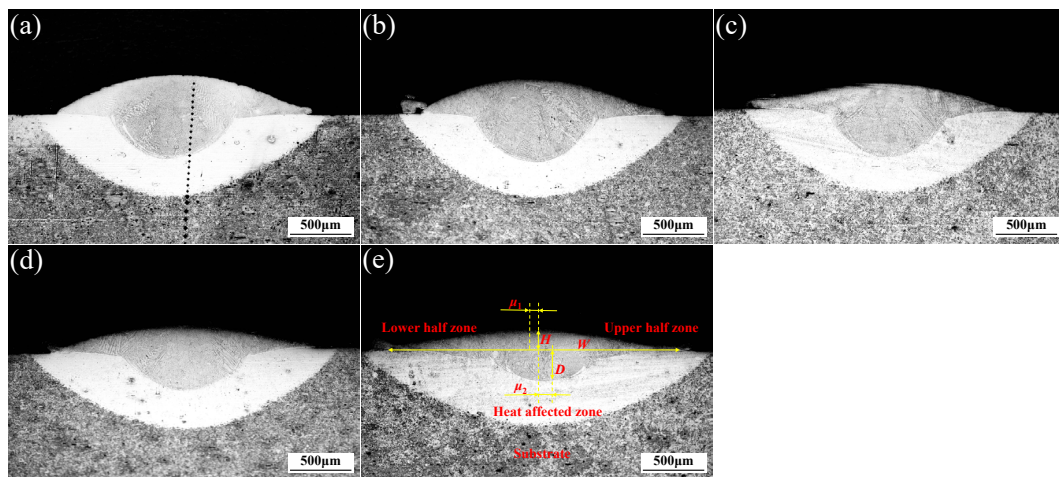 (a)
500μm
(b)
500μm
(c)
500μm
(d)
500μm
(e)
μ1
Lower half zone
H
Upper half zone
W
D
μ2
Heat affected zone
Substrate
500μm